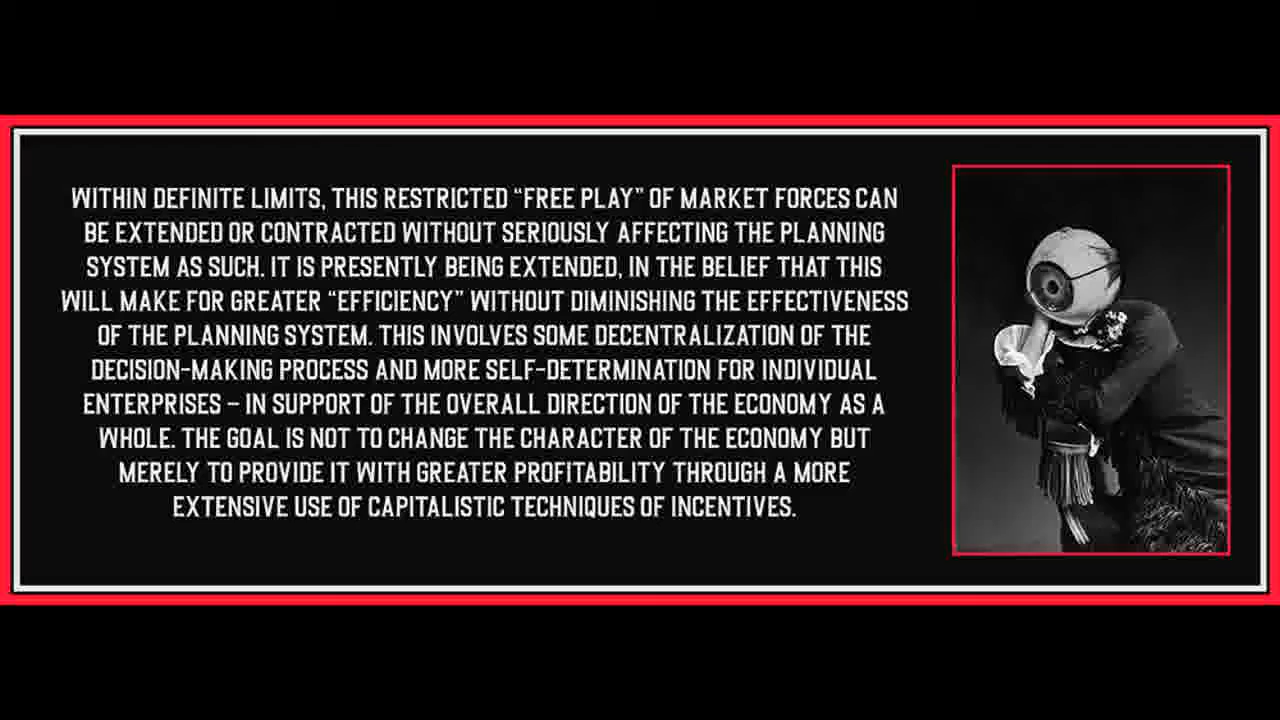 WITHIN DEFINITE LIMITS, THIS RESTRICTED “FREE PLAY” OF MARKET FORCES CAN
BE EXTENDED OR CONTRACTED WITHOUT SERIOUSLY AFFECTING THE PLANNING
SYSTEM AS SUCH. IT IS PRESENTLY BEING EXTENDED, IN THE BELIEF THAT THIS
WILL MAKE FOR GREATER “EFFICIENCY” WITHOUT DIMINISHING THE EFFECTIVENESS
OF THE PLANNING SYSTEM. THIS INVOLVES SOME DECENTRALIZATION OF THE
DECISION-MAKING PROCESS AND MORE SELF-DETERMINATION FOR INDIVIDUAL
ENTERPRISES – IN SUPPORT OF THE OVERALL DIRECTION OF THE ECONOMY AS A
WHOLE. THE GOAL IS NOT TO CHANGE THE CHARACTER OF THE ECONOMY BUT
MERELY TO PROVIDE IT WITH GREATER PROFITABILITY THROUGH A MORE
EXTENSIVE USE OF CAPITALISTIC TECHNIQUES OF INCENTIVES.